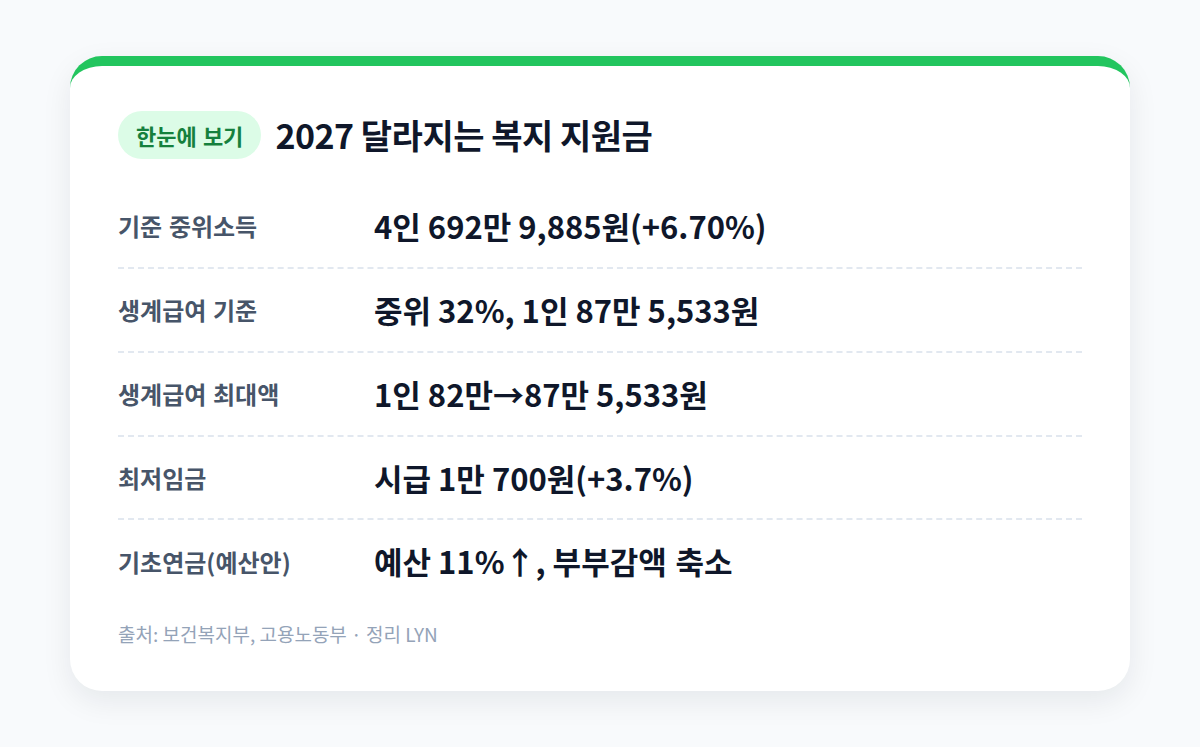 한눈에 보기 2027 달라지는 복지 지원금
기준 중위소득 4인 692만 9,885원(+6.70%)
생계급여 기준 중위 32%, 1인 87만 5,533원
생계급여 최대액 1인 82만→87만 5,533원
최저임금 시급 1만 700원(+3.7%)
기초연금(예산안) 예산 11%↑, 부부감액 축소
출처: 보건복지부, 고용노동부 · 정리 LYN